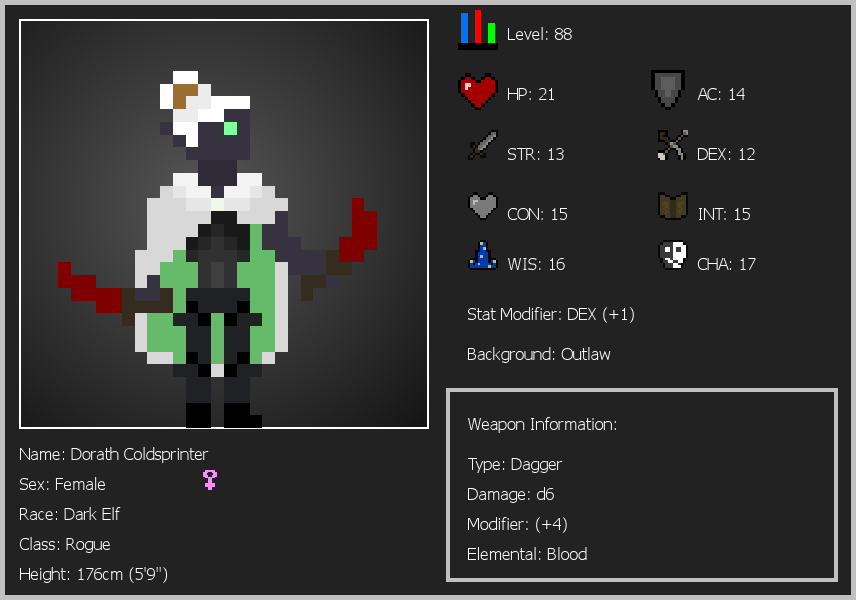 Level: 88
HP: 21
AC: 14
STR: 13
DEX: 12
CON: 15
INT: 15
WIS: 16
CHA: 17
Stat Modifier: DEX (+1)
Background: Outlaw
Weapon Information:
Type: Dagger
Damage: d6
Modifier: (+4)
Elemental: Blood
Name: Dorath Coldsprinter
Sex: Female
Race: Dark Elf
Class: Rogue
Height: 176cm (5'9")